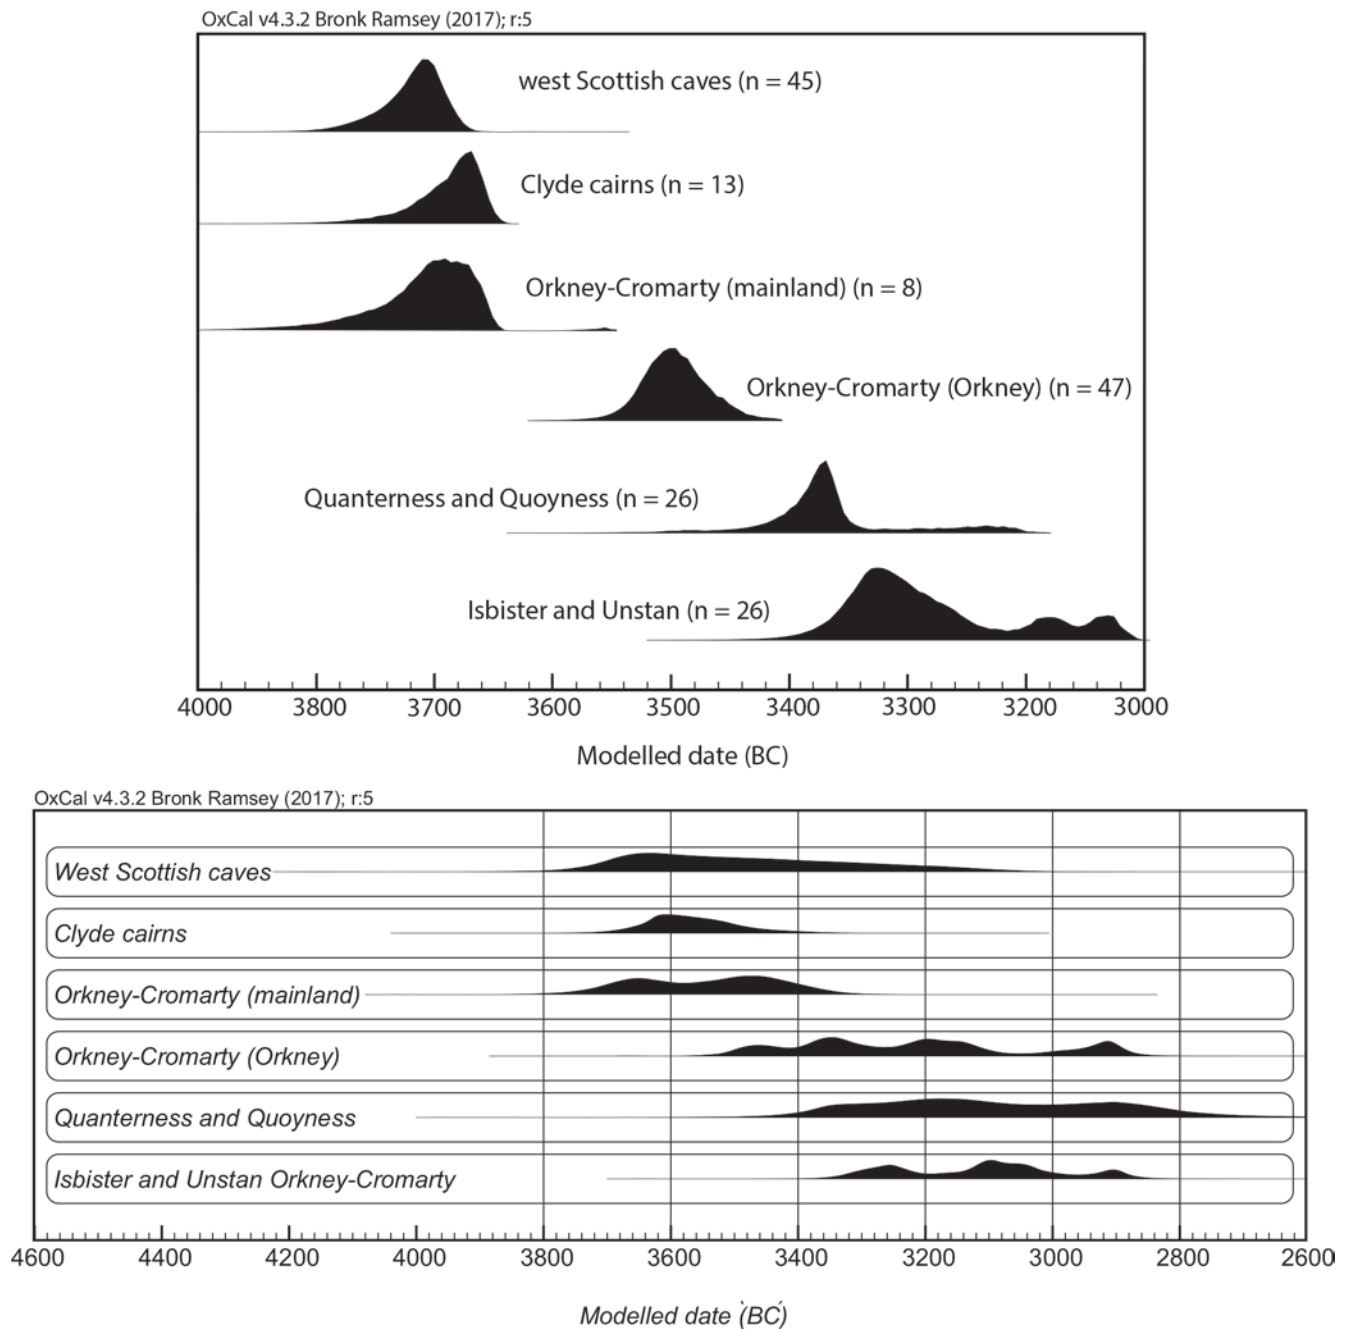 OxCal v4.3.2 Bronk Ramsey (2017); r:5
west Scottish caves (n = 45)
Clyde cairns (n = 13)
Orkney-Cromarty (mainland) (n = 8)
Orkney-Cromarty (Orkney) (n = 47)
Quanterness and Quoyness (n = 26)
Isbister and Unstan (n = 26)
4000 3800 3700 3600 3500 3400 3300 3200 3000
Modelled date (BC)
OxCal v4.3.2 Bronk Ramsey (2017); r:5
West Scottish caves
Clyde cairns
Orkney-Cromarty (mainland)
Orkney-Cromarty (Orkney)
Quanterness and Quoyness
Isbister and Unstan Orkney-Cromarty
4600 4400 4200 4000 3800 3600 3400 3200 3000 2800 2600
Modelled date (BC)